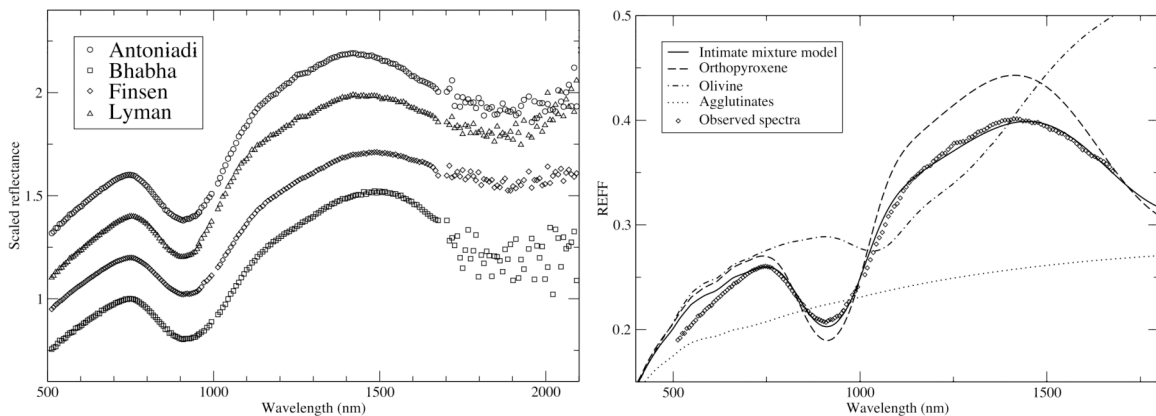 Antoniadi
Bhabha
Finsen
Lyman
Scaled reflectance
2
1.5
1
500
1000
1500
2000
Wavelength (nm)
Intimate mixture model
Orthopyroxene
Olivine
Agglutinates
Observed spectra
REFF
0.5
0.4
0.3
0.2
500
1000
1500
Wavelength (nm)